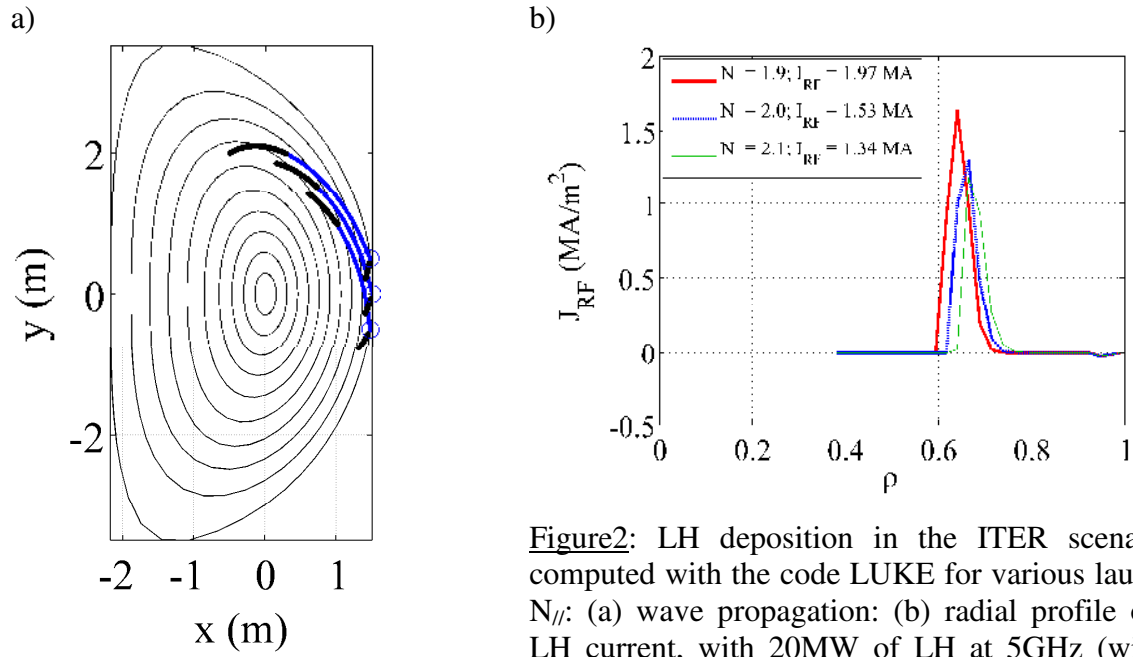 a)
2
0
-2
y (m)
-2 -1 0 1
x (m)
b)
2
1.5
1
0.5
0
-0.5
J_RF (MA/m²)
N = 1.9; I_RF = 1.97 MA
N = 2.0; I_RF = 1.53 MA
N = 2.1; I_RF = 1.34 MA
0 0.2 0.4 0.6 0.8 1
ρ
Figure2: LH deposition in the ITER scena
computed with the code LUKE for various lau
N//: (a) wave propagation: (b) radial profile
LH current, with 20MW of LH at 5GHz